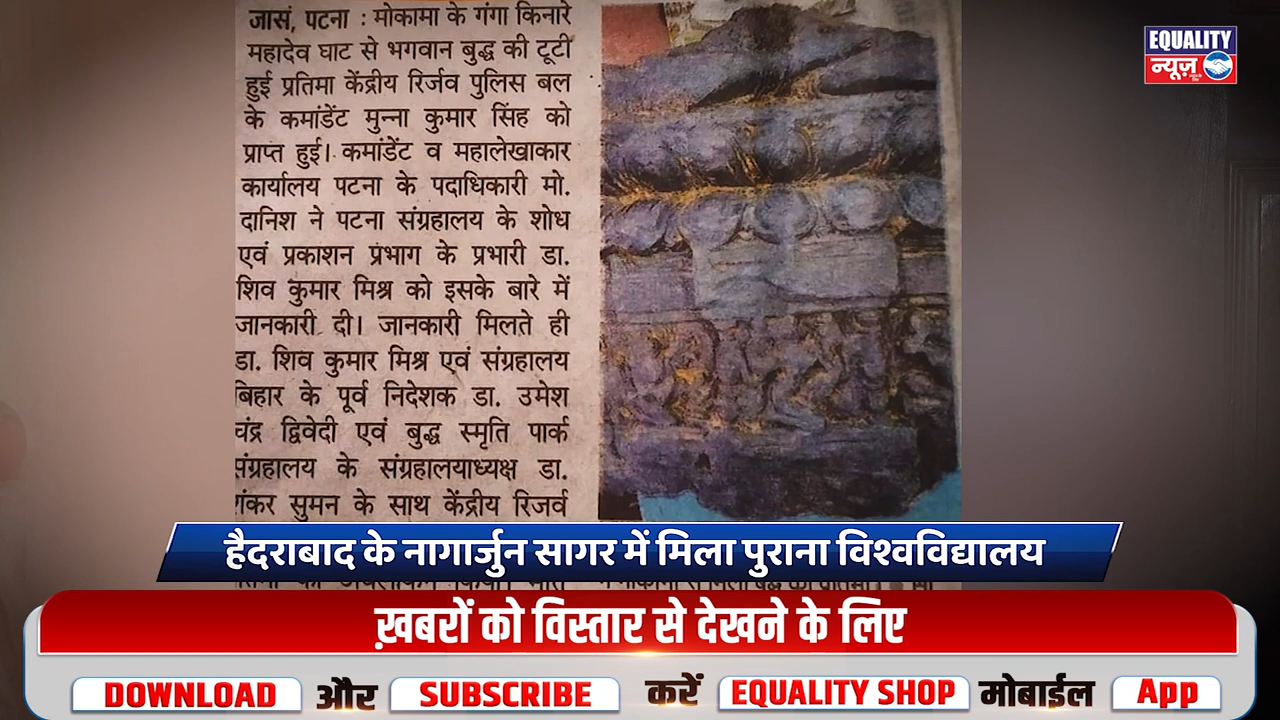 जासं, पटना : मोकामा के गंगा किनारे
महादेव घाट से भगवान बुद्ध की टूटी
हुई प्रतिमा केंद्रीय रिर्जव पुलिस बल
के कमांडेंट मुन्ना कुमार सिंह को
प्राप्त हुई। कमांडेंट व महालेखाकार
कार्यालय पटना के पदाधिकारी मो.
दानिश ने पटना संग्रहालय के शोध
एवं प्रकाशन प्रभाग के प्रभारी डा.
शिव कुमार मिश्र को इसके बारे में
जानकारी दी। जानकारी मिलते ही
डा. शिव कुमार मिश्र एवं संग्रहालय
बिहार के पूर्व निदेशक डा. उमेश
चंद्र द्विवेदी एवं बुद्ध स्मृति पार्क
संग्रहालय के संग्रहालयाध्यक्ष डा.
शंकर सुमन के साथ केंद्रीय रिजर्व
EQUALITY
न्यूज़
हैदराबाद के नागार्जुन सागर में मिला पुराना विश्वविद्यालय
ख़बरों को विस्तार से देखने के लिए
DOWNLOAD और SUBSCRIBE करें EQUALITY SHOP मोबाईल App